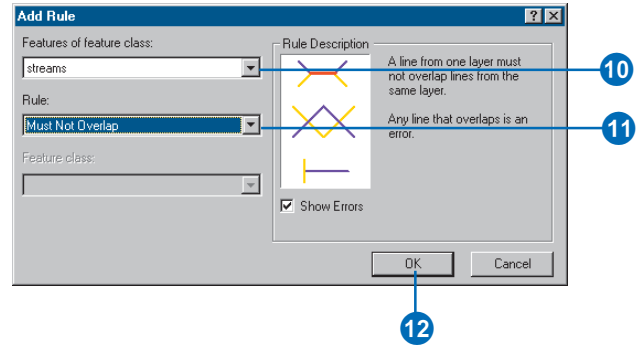 Add Rule
Features of feature class:
streams
Rule:
Must Not Overlap
Feature class:
Rule Description
A line from one layer must
not overlap lines from the
same layer.
Any line that overlaps is an
error.
Show Errors
OK
Cancel
10
11
12